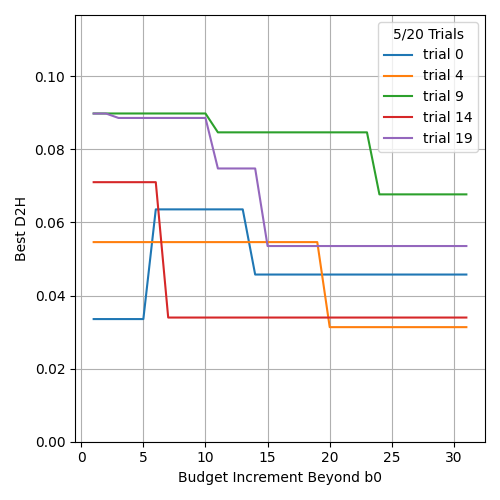 5/20 Trials
trial 0
trial 4
trial 9
trial 14
trial 19
Best D2H
0.10
0.08
0.06
0.04
0.02
0.00
0 5 10 15 20 25 30
Budget Increment Beyond b0